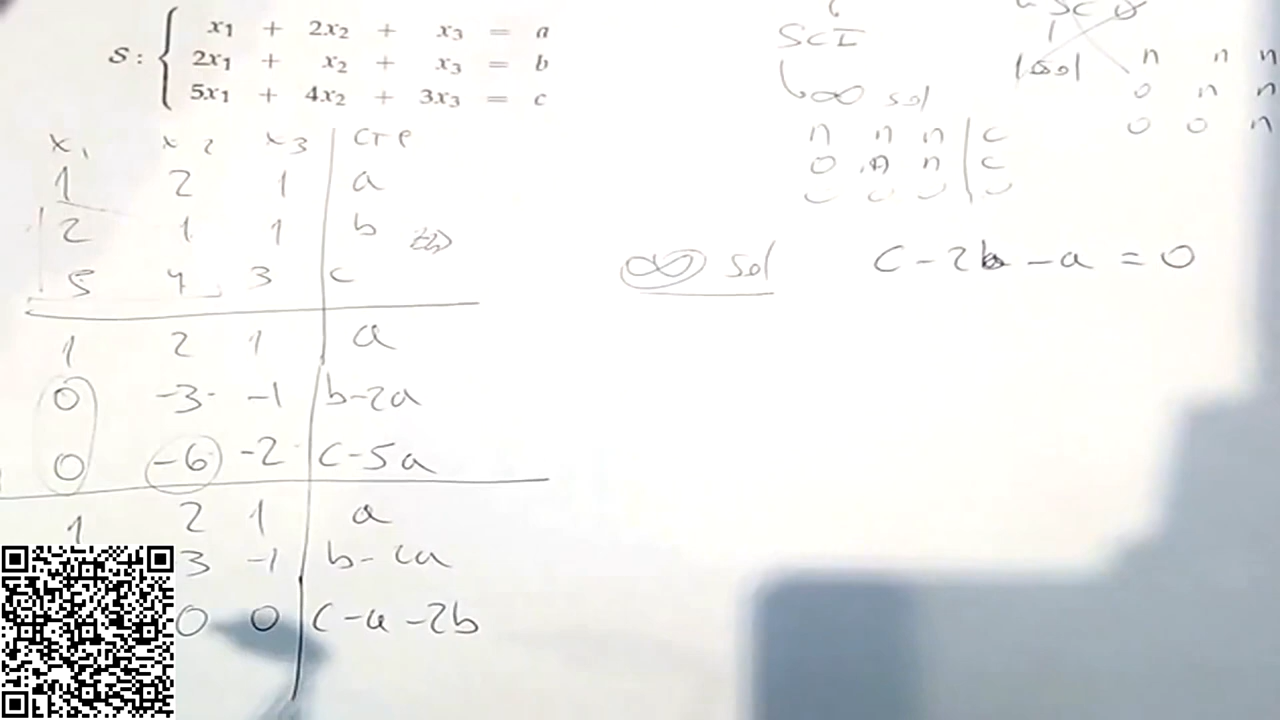 S: { x1 + 2x2 + x3 = a
2x1 + x2 + x3 = b
5x1 + 4x2 + 3x3 = c
x1 x2 x3 | cte
1 2 1 | a
2 1 1 | b
5 4 3 | c
1 2 1 | a
0 -3 -1 | b-2a
0 -6 -2 | c-5a
1 2 1 | a
3 -1 | b-2a
0 0 | c-a-2b
SCI
∞ sol
n n n | c
0 n n | c
SCD
n n n
0 n n
0 0 n
∞ sol c-2b-a=0